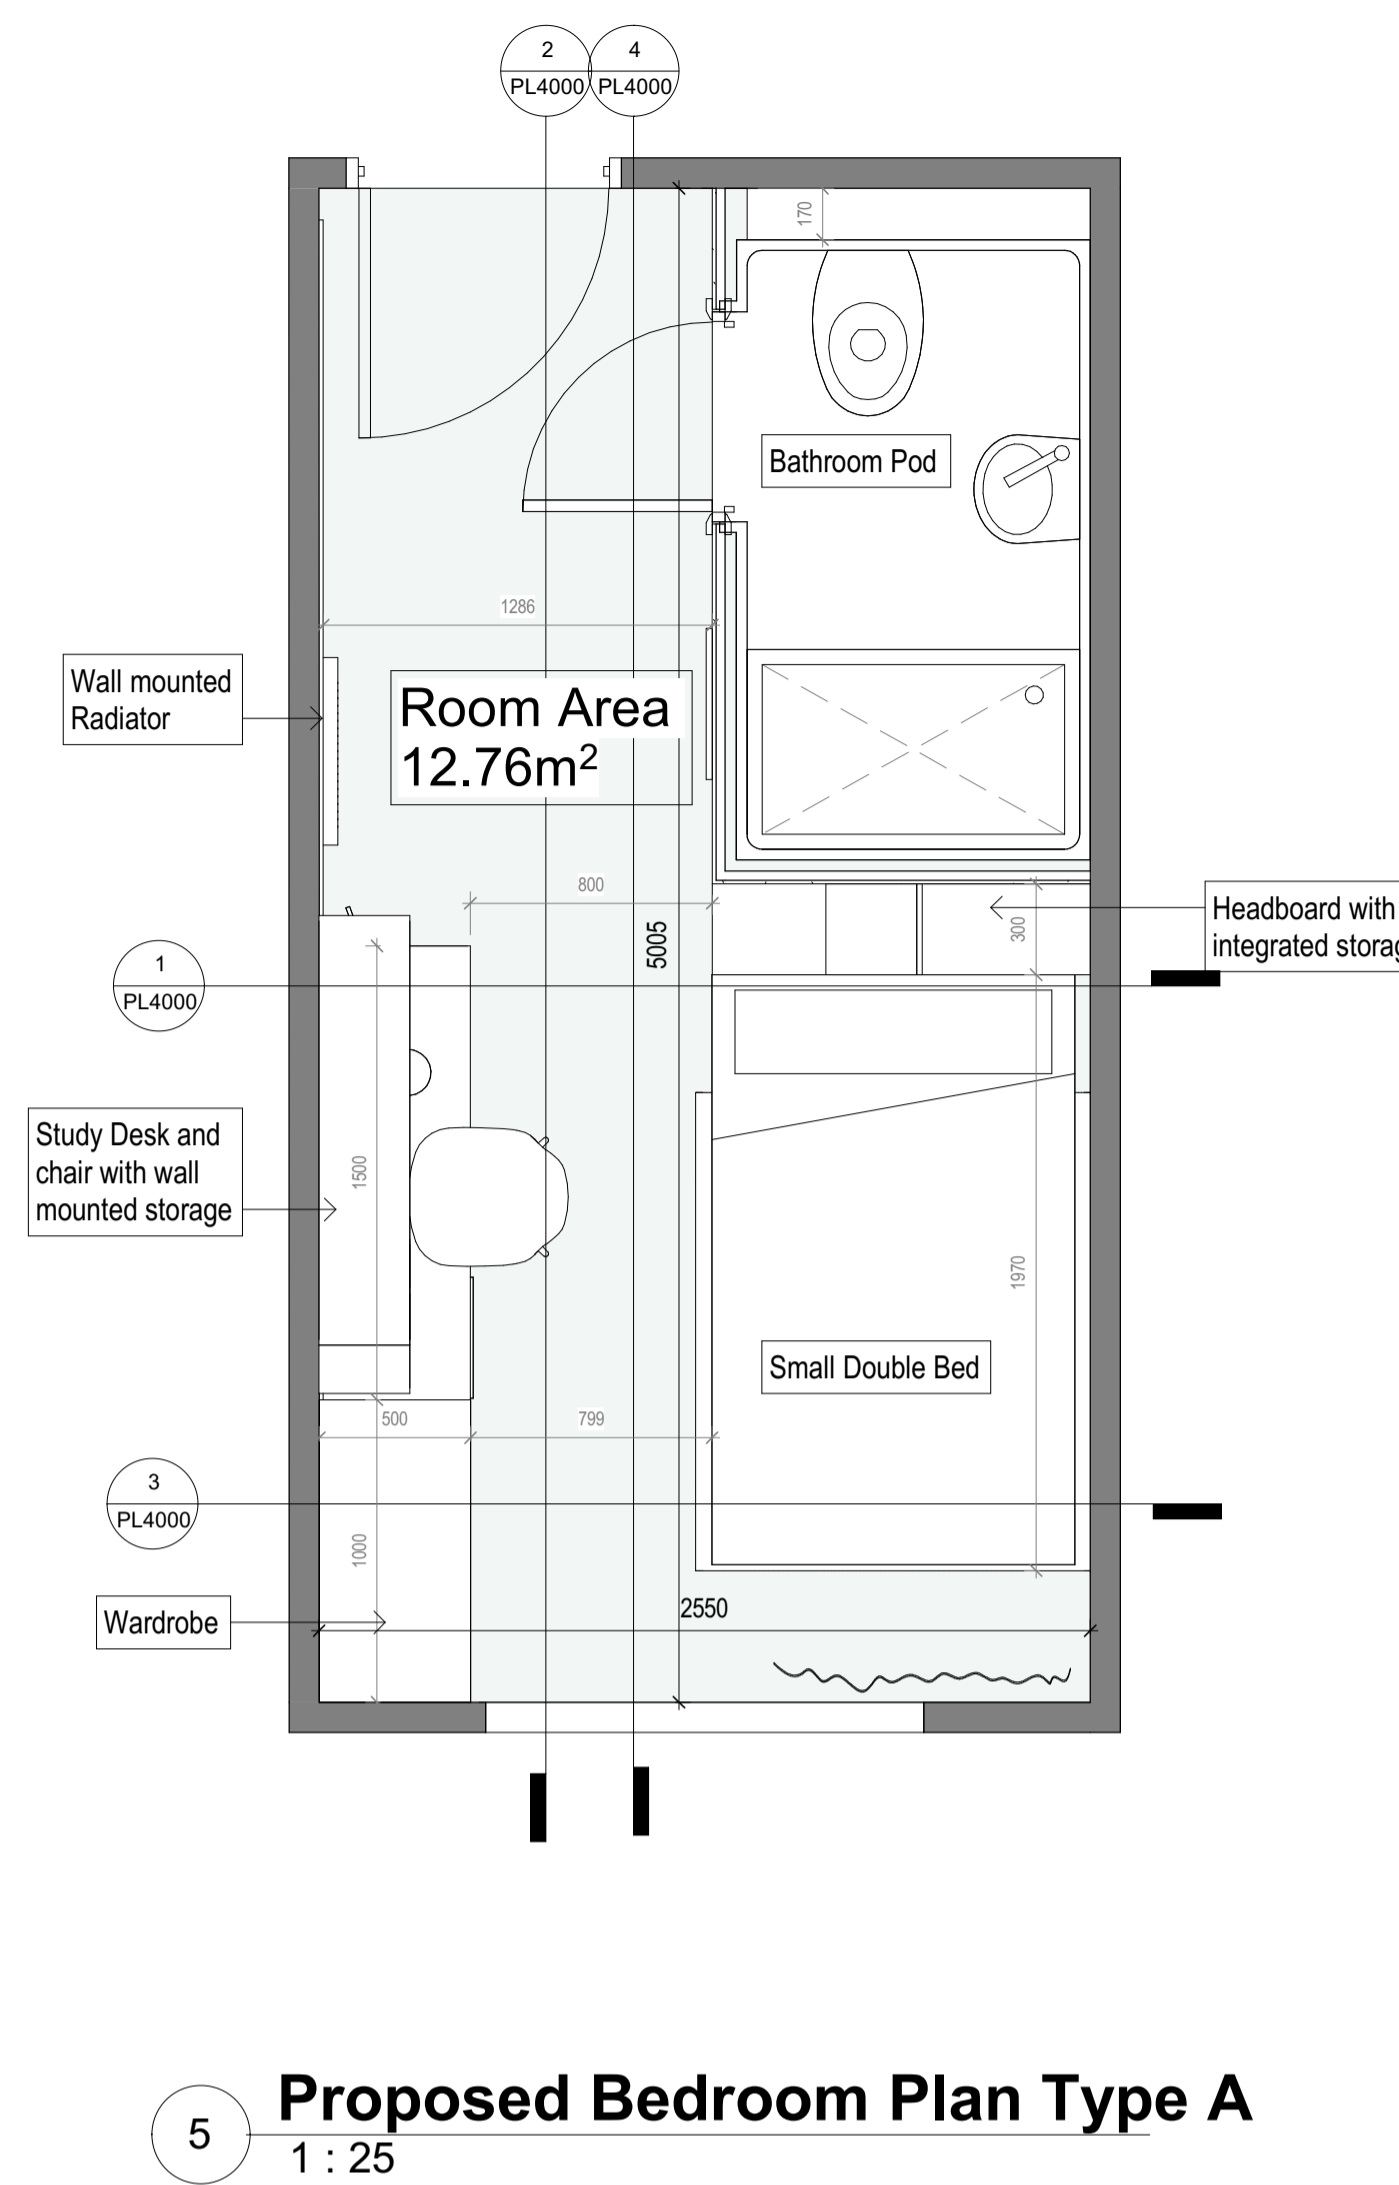 2
PL4000
4
PL4000
170
Bathroom Pod
1286
Wall mounted
Radiator
Room Area
12.76m²
800
5005
300
Headboard with
integrated storag
1
PL4000
Study Desk and
chair with wall
mounted storage
1500
1970
Small Double Bed
500
799
3
PL4000
1000
Wardrobe
2550
5
Proposed Bedroom Plan Type A
1 : 25